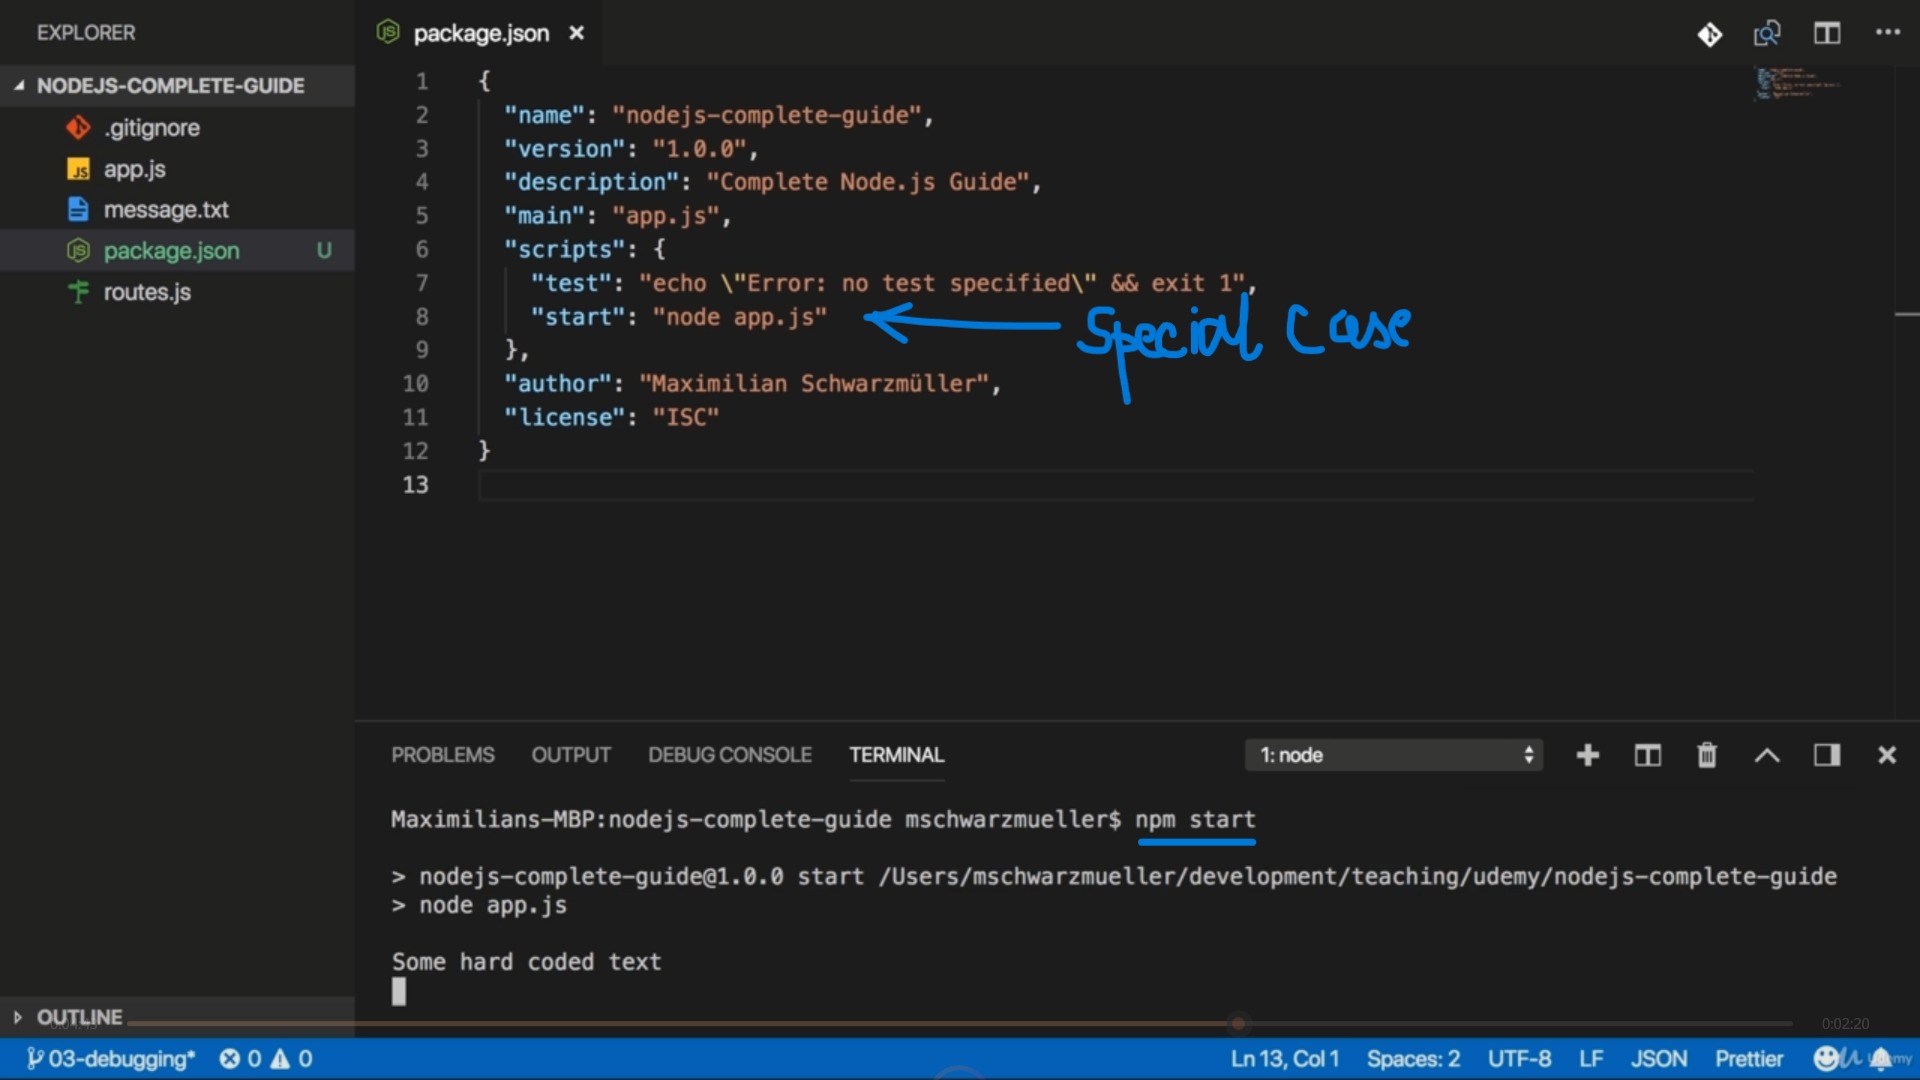 EXPLORER
package.json
NODEJS-COMPLETE-GUIDE
.gitignore
JS app.js
message.txt
package.json U
routes.js
1 {
2 "name": "nodejs-complete-guide",
3 "version": "1.0.0",
4 "description": "Complete Node.js Guide",
5 "main": "app.js",
6 "scripts": {
7 "test": "echo \"Error: no test specified\" && exit 1",
8 "start": "node app.js"
Special Case
9 },
10 "author": "Maximilian Schwarzmüller",
11 "license": "ISC"
12 }
13
PROBLEMS OUTPUT DEBUG CONSOLE TERMINAL 1: node
Maximilians-MBP:nodejs-complete-guide mschwarzmueller$ npm start
> nodejs-complete-guide@1.0.0 start /Users/mschwarzmueller/development/teaching/udemy/nodejs-complete-guide
> node app.js
Some hard coded text
OUTLINE
0:02:20
03-debugging* 0 0 Ln 13, Col 1 Spaces: 2 UTF-8 LF JSON Prettier